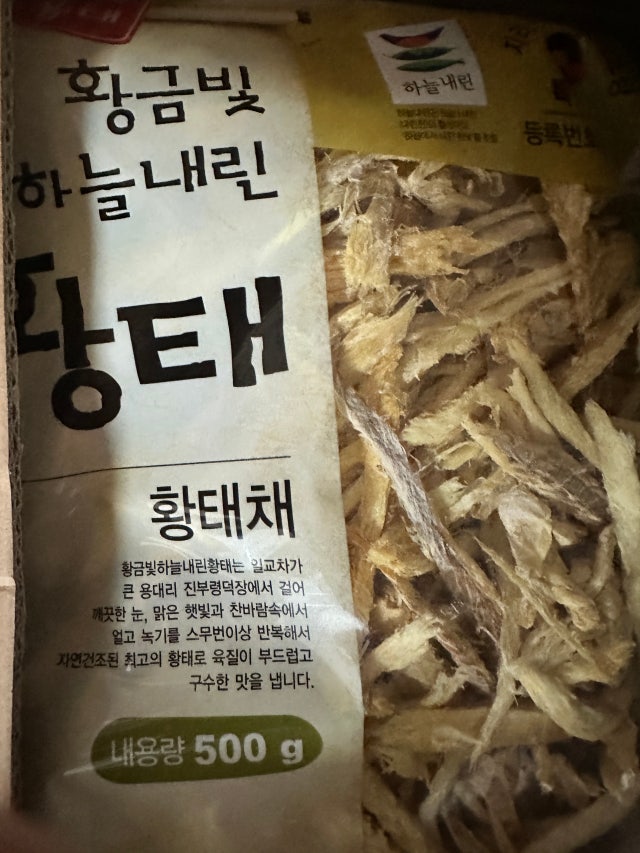 황금빛
하늘내린
황태
황태채
황금빛하늘내린황태는 일교차가
큰 용대리 진부령덕장에서 걸어
깨끗한 눈, 맑은 햇빛과 찬바람속에서
얼고 녹기를 스무번이상 반복해서
자연건조된 최고의 황태로 육질이 부드럽고
구수한 맛을 냅니다.
내용량 500 g
하늘내린
등록번호